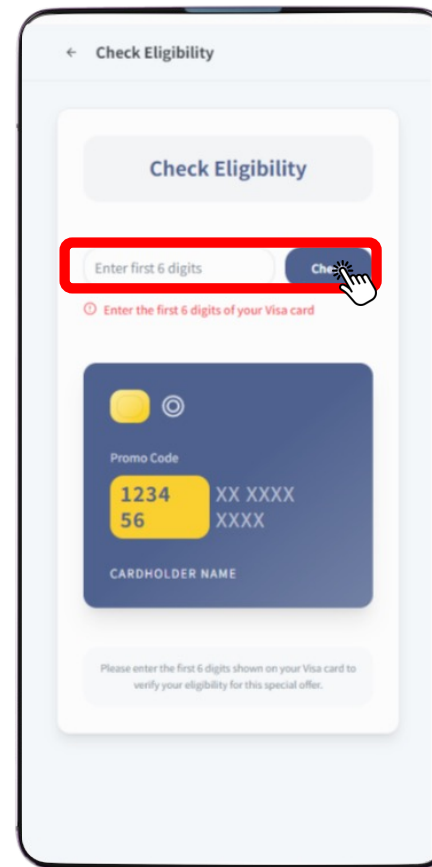 Check Eligibility
Check Eligibility
Enter first 6 digits
Enter the first 6 digits of your Visa card
Promo Code
1234 XX XXXX
56 XXXX
CARDHOLDER NAME
Please enter the first 6 digits shown on your Visa card to
verify your eligibility for this special offer.